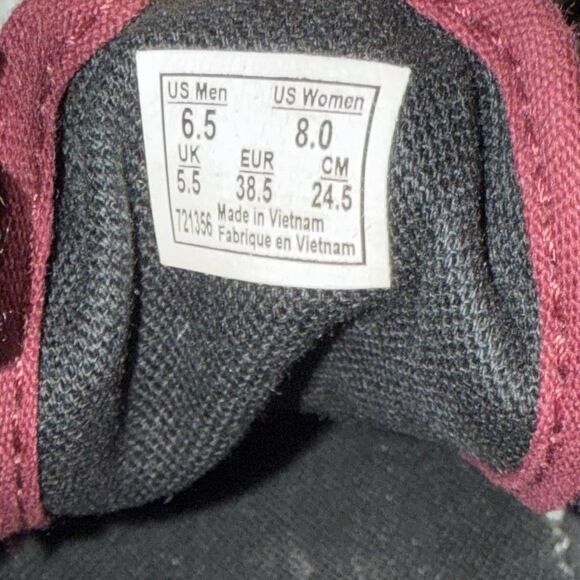 US Men US Women
6.5 8.0
UK EUR CM
5.5 38.5 24.5
721356 Made in Vietnam
Fabrique en Vietnam